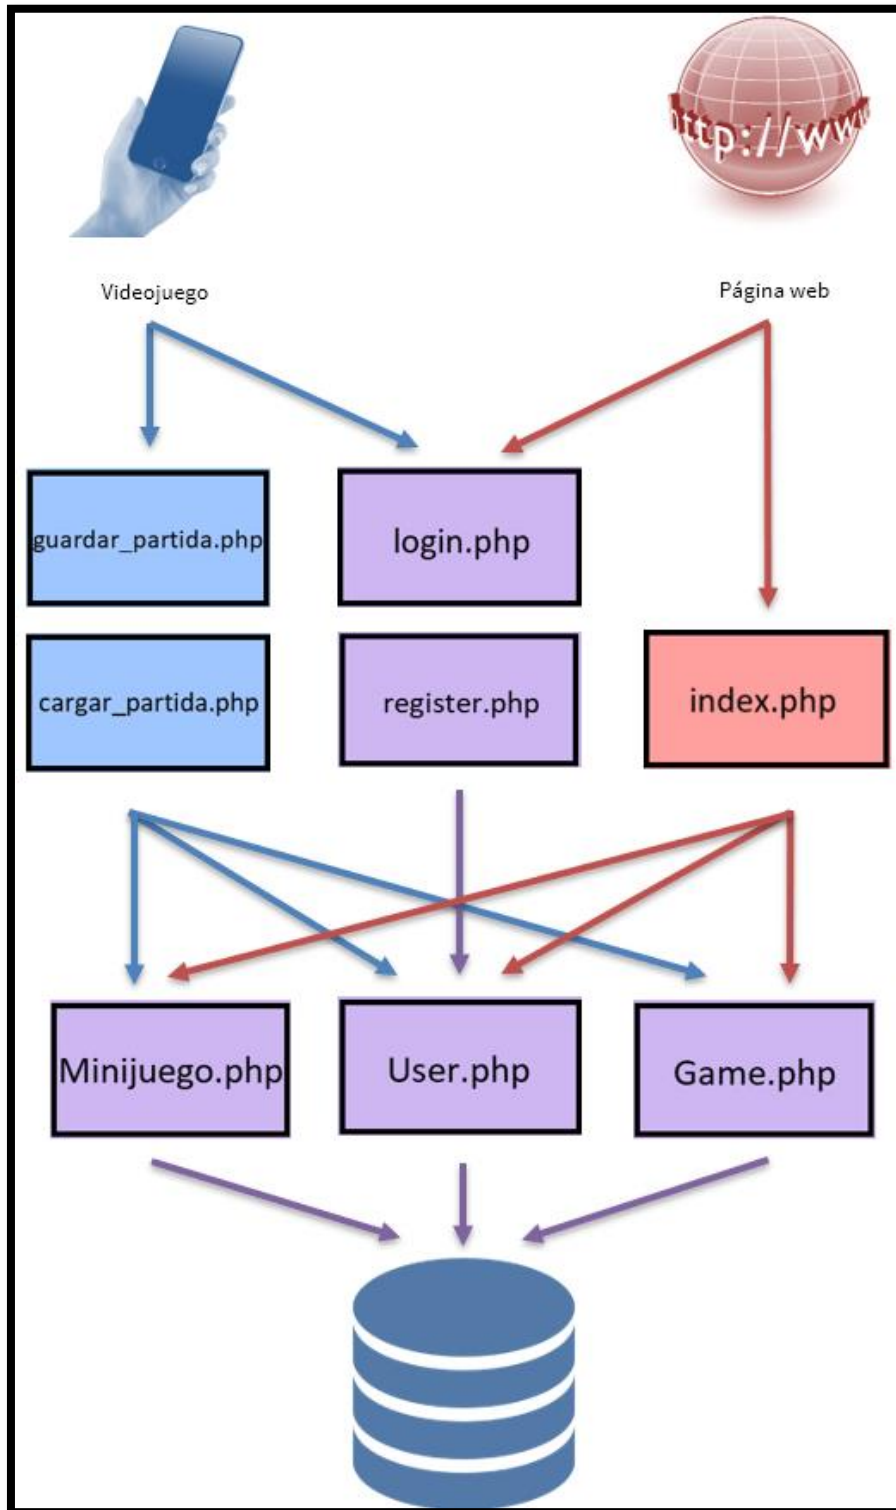 http://www
Videojuego
Página web
guardar_partida.php
login.php
cargar_partida.php
register.php
index.php
Minijuego.php
User.php
Game.php